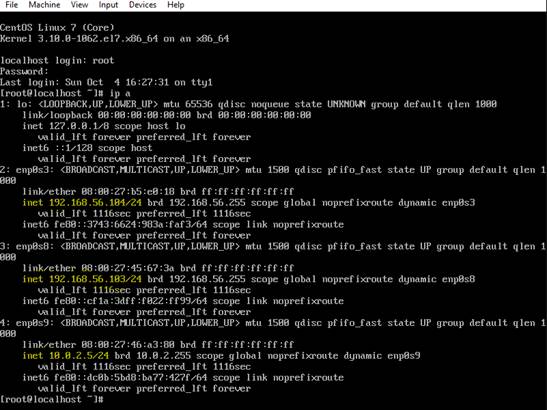 File Machine View Input Devices Help
CentOS Linux 7 (Core)
Kernel 3.10.0-1062.el7.x86_64 on an x86_64
localhost login: root
Password:
Last login: Sun Oct  4 16:27:31 on tty1
[root@localhost ~]# ip a
1: lo: <LOOPBACK,UP,LOWER_UP> mtu 65536 qdisc noqueue state UNKNOWN group default qlen 1000
    link/loopback 00:00:00:00:00:00 brd 00:00:00:00:00:00
    inet 127.0.0.1/8 scope host lo
       valid_lft forever preferred_lft forever
    inet6 ::1/128 scope host
       valid_lft forever preferred_lft forever
2: enp0s3: <BROADCAST,MULTICAST,UP,LOWER_UP> mtu 1500 qdisc pfifo_fast state UP group default qlen 1
000
    link/ether 08:00:27:b5:e0:18 brd ff:ff:ff:ff:ff:ff
    inet 192.168.56.104/24 brd 192.168.56.255 scope global noprefixroute dynamic enp0s3
       valid_lft 1116sec preferred_lft 1116sec
    inet6 fe80::3743:6624:983a:faf3/64 scope link noprefixroute
       valid_lft forever preferred_lft forever
3: enp0s8: <BROADCAST,MULTICAST,UP,LOWER_UP> mtu 1500 qdisc pfifo_fast state UP group default qlen 1
000
    link/ether 08:00:27:45:67:3a brd ff:ff:ff:ff:ff:ff
    inet 192.168.56.103/24 brd 192.168.56.255 scope global noprefixroute dynamic enp0s8
       valid_lft 1116sec preferred_lft 1116sec
    inet6 fe80::cf1a:3dff:f022:ff99/64 scope link noprefixroute
       valid_lft forever preferred_lft forever
4: enp0s9: <BROADCAST,MULTICAST,UP,LOWER_UP> mtu 1500 qdisc pfifo_fast state UP group default qlen 1
000
    link/ether 08:00:27:46:a3:80 brd ff:ff:ff:ff:ff:ff
    inet 10.0.2.5/24 brd 10.0.2.255 scope global noprefixroute dynamic enp0s9
       valid_lft 1116sec preferred_lft 1116sec
    inet6 fe80::dc0b:5bd8:ba77:427f/64 scope link noprefixroute
       valid_lft forever preferred_lft forever
[root@localhost ~]#